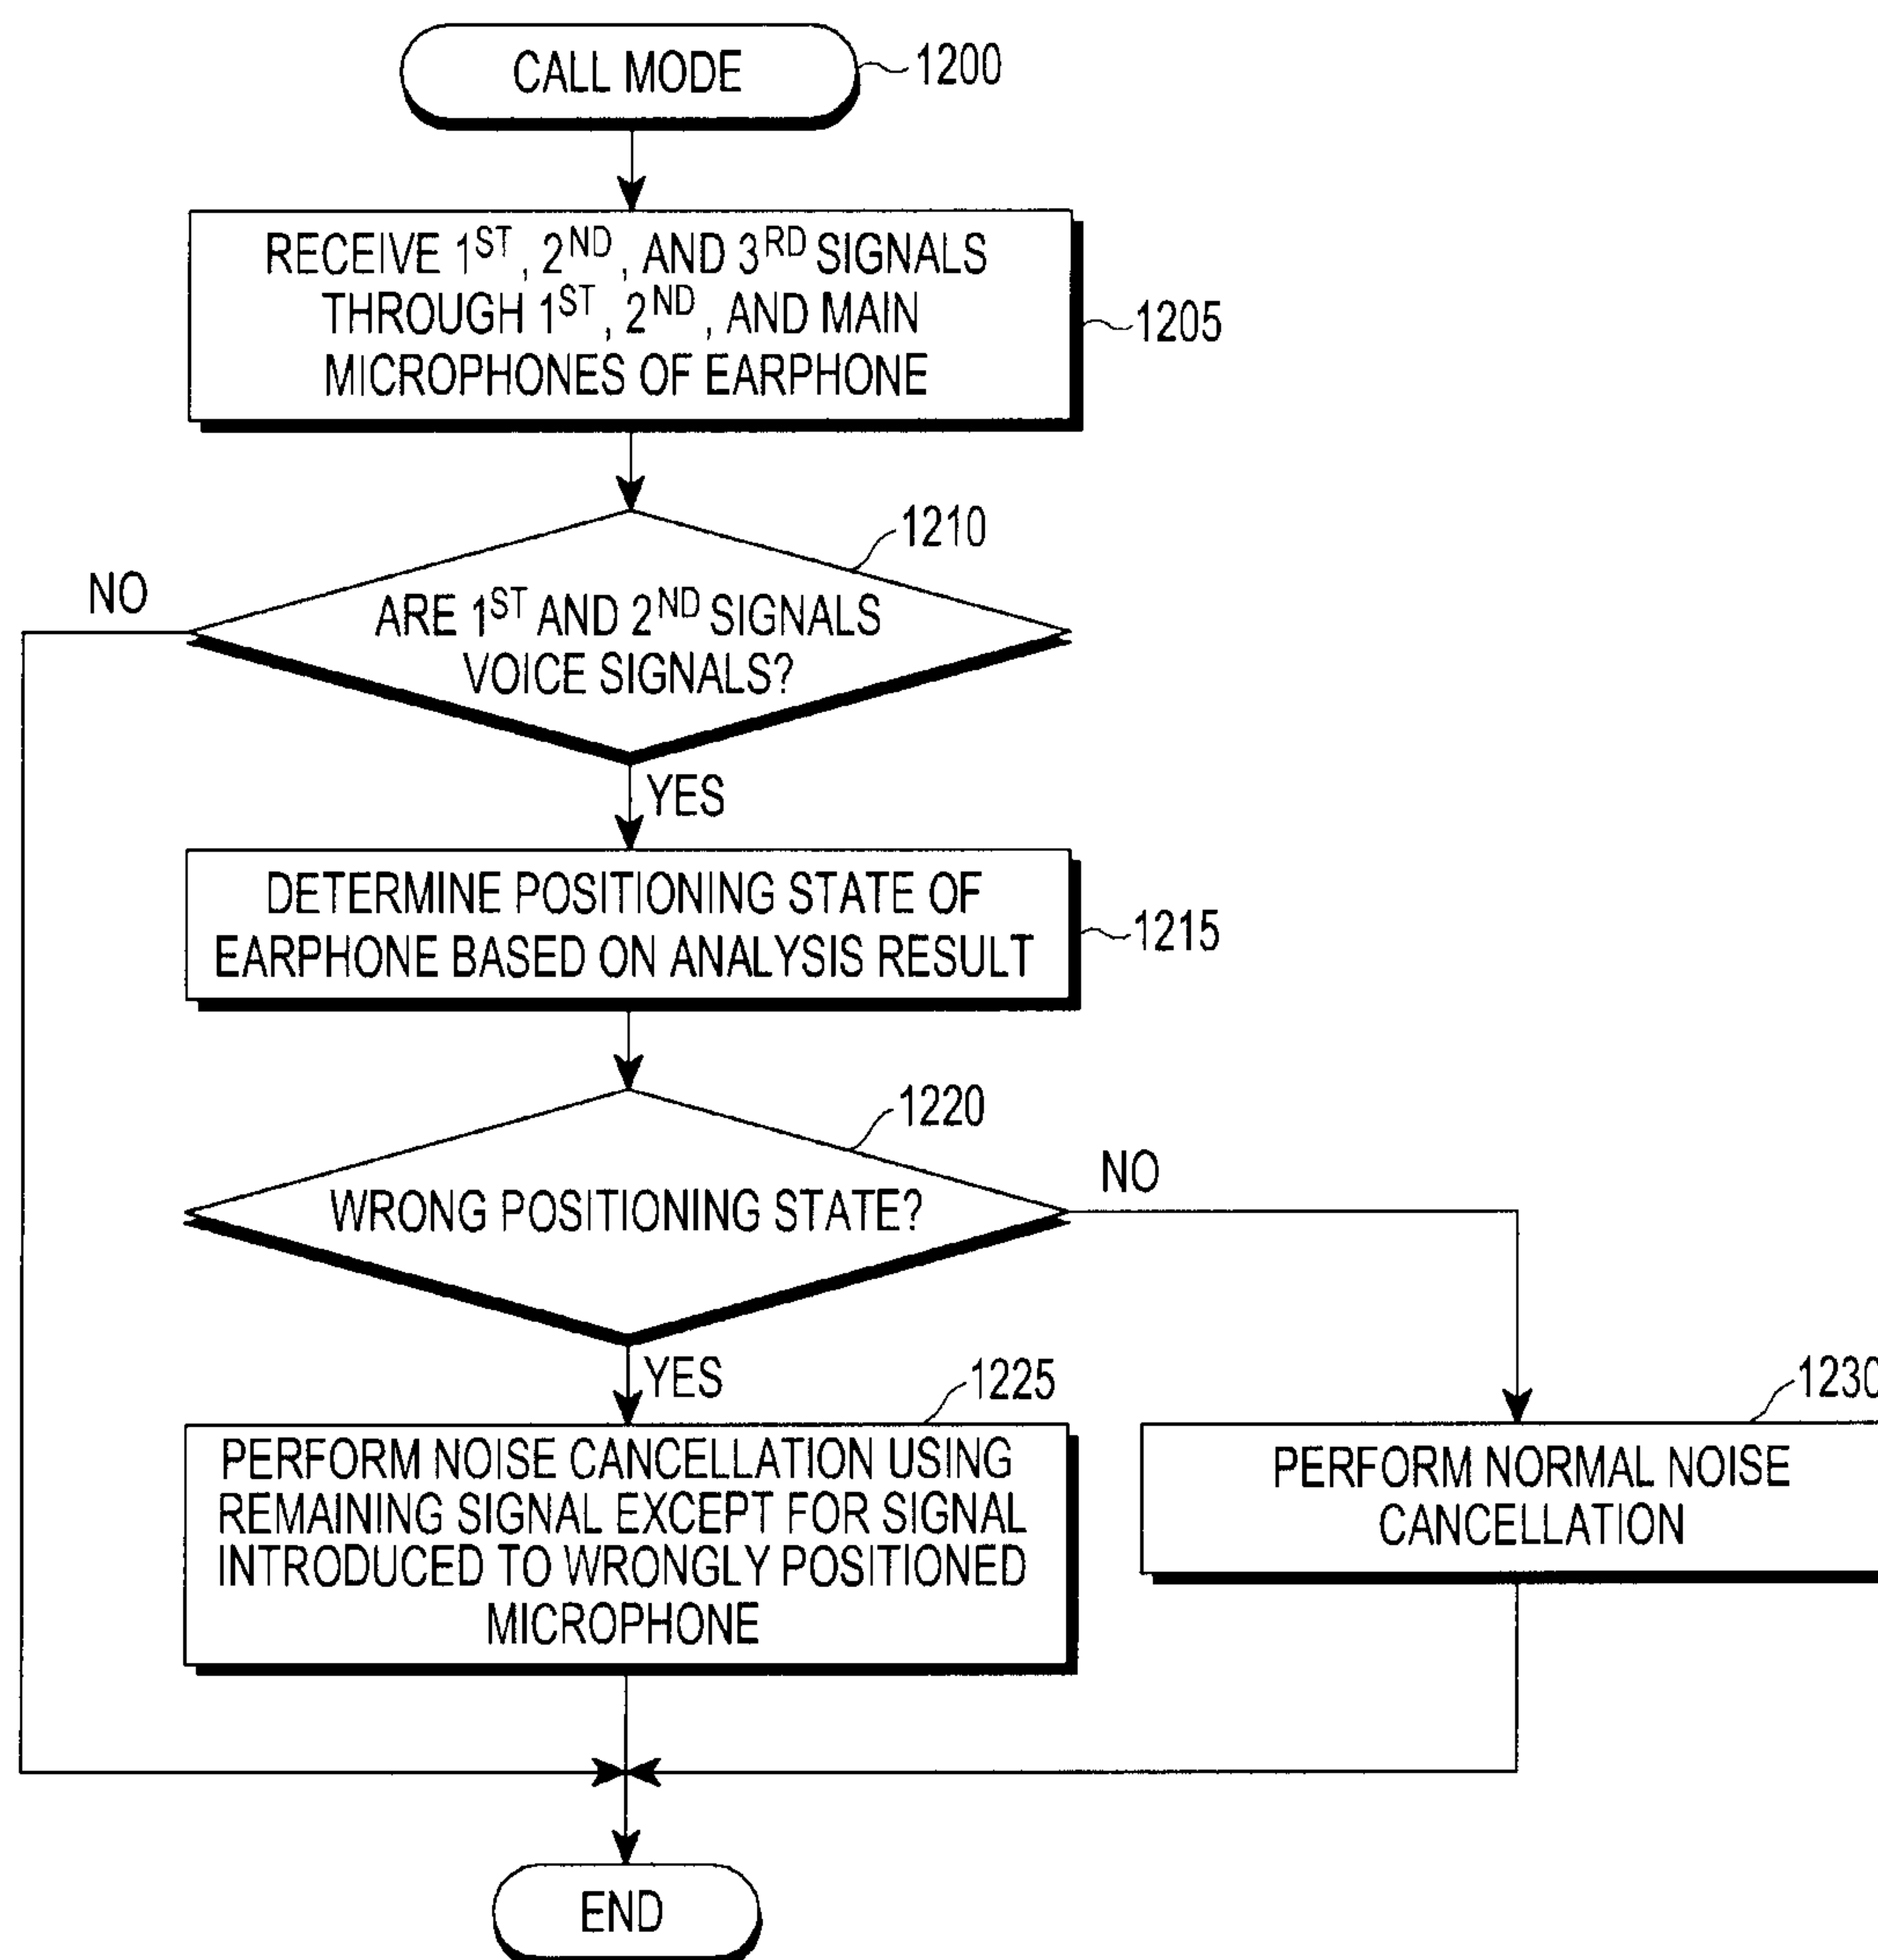 CALL MODE
1200
RECEIVE 1ST, 2ND, AND 3RD SIGNALS
THROUGH 1ST, 2ND, AND MAIN
MICROPHONES OF EARPHONE
1205
1210
NO
ARE 1ST AND 2ND SIGNALS
VOICE SIGNALS?
YES
DETERMINE POSITIONING STATE OF
EARPHONE BASED ON ANALYSIS RESULT
1215
1220
NO
WRONG POSITIONING STATE?
YES
1225
1230
PERFORM NOISE CANCELLATION USING
REMAINING SIGNAL EXCEPT FOR SIGNAL
INTRODUCED TO WRONGLY POSITIONED
MICROPHONE
PERFORM NORMAL NOISE
CANCELLATION
END